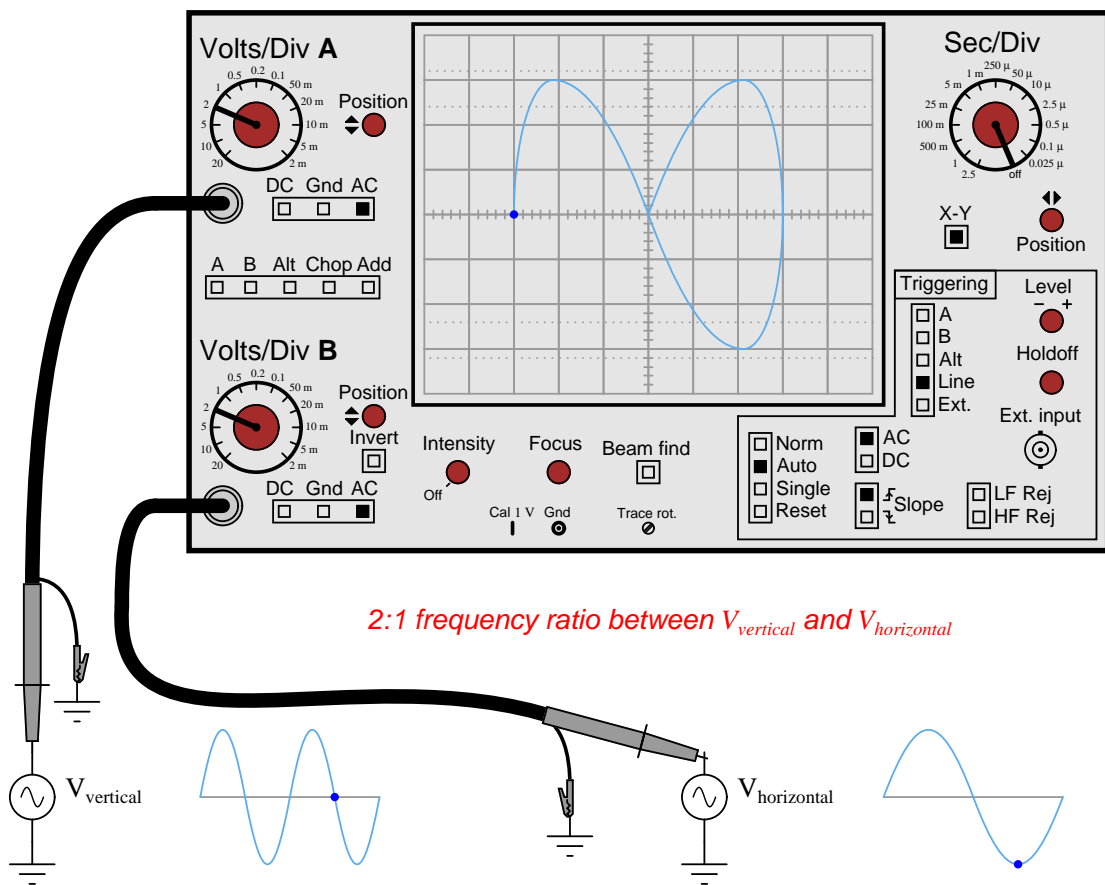 Volts/Div A
20 10 5 2 1 0.5 0.2 0.1 50 m 20 m 10 m 5 m 2 m
Position
DC Gnd AC
A B Alt Chop Add
Volts/Div B
20 10 5 2 1 0.5 0.2 0.1 50 m 20 m 10 m 5 m 2 m
Position
Invert
DC Gnd AC
Intensity
Off
Focus
Beam find
Cal 1 V Gnd
Trace rot.
Sec/Div
1 2.5 500 m 100 m 25 m 5 m 1 m 250 µ 50 µ 10 µ 2.5 µ 0.5 µ 0.1 µ 0.025 µ off
X-Y
Position
Triggering
A
B
Alt
Line
Ext.
Level
− +
Holdoff
Ext. input
Norm
Auto
Single
Reset
AC
DC
Slope
LF Rej
HF Rej
2:1 frequency ratio between Vvertical and Vhorizontal
Vvertical
Vhorizontal